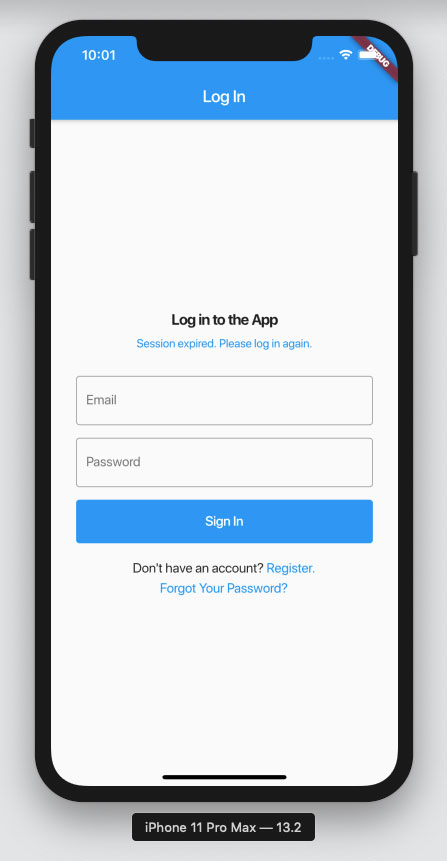 10:01
DEBUG
Log In
Log in to the App
Session expired. Please log in again.
Email
Password
Sign In
Don't have an account? Register.
Forgot Your Password?
iPhone 11 Pro Max — 13.2